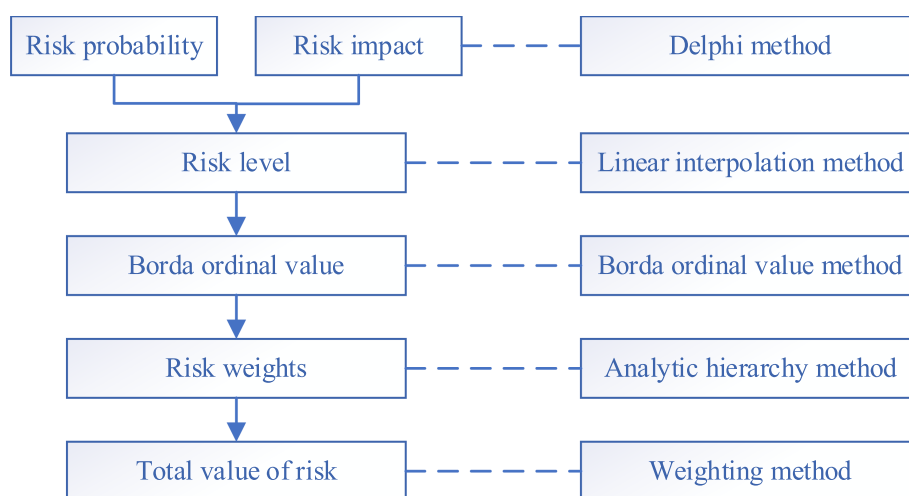 Risk probability
Risk impact
Delphi method
Risk level
Linear interpolation method
Borda ordinal value
Borda ordinal value method
Risk weights
Analytic hierarchy method
Total value of risk
Weighting method